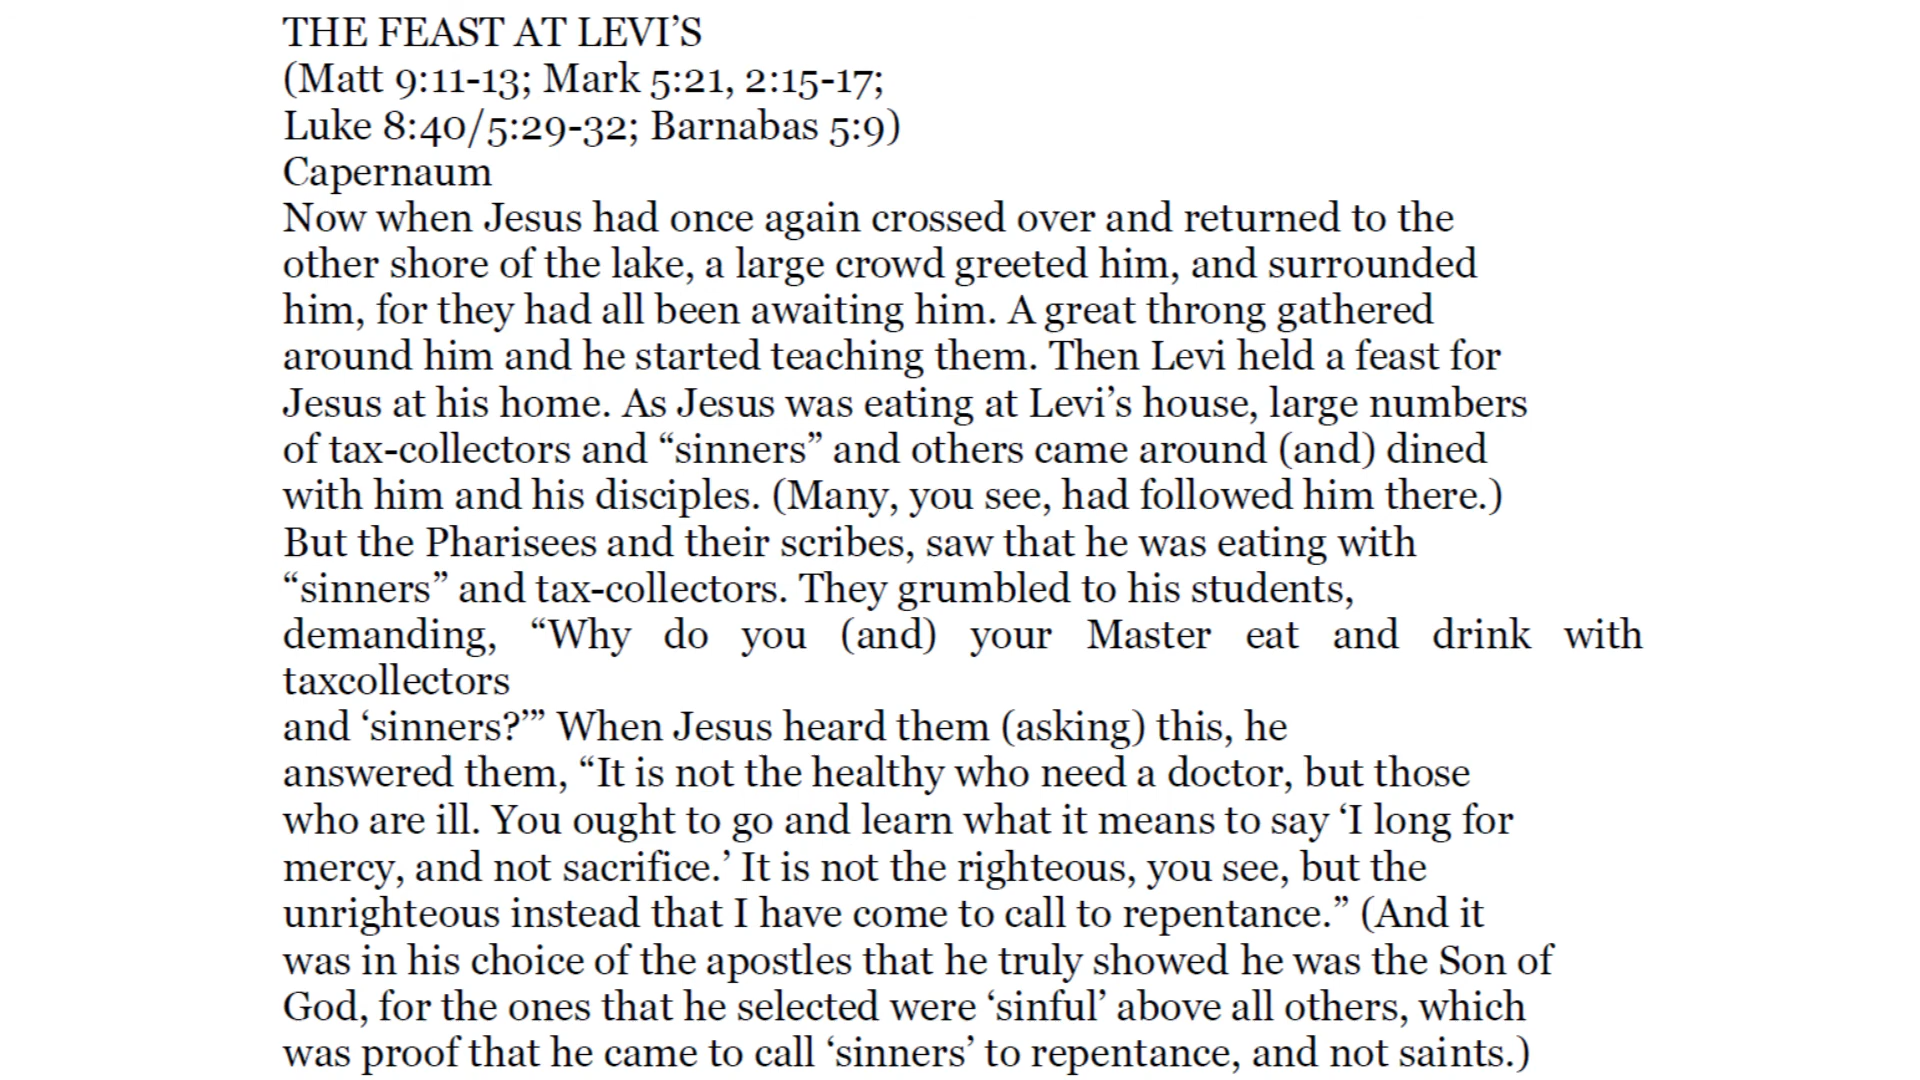 THE FEAST AT LEVI’S
(Matt 9:11-13; Mark 5:21, 2:15-17;
Luke 8:40/5:29-32; Barnabas 5:9)
Capernaum
Now when Jesus had once again crossed over and returned to the
other shore of the lake, a large crowd greeted him, and surrounded
him, for they had all been awaiting him. A great throng gathered
around him and he started teaching them. Then Levi held a feast for
Jesus at his home. As Jesus was eating at Levi’s house, large numbers
of tax-collectors and “sinners” and others came around (and) dined
with him and his disciples. (Many, you see, had followed him there.)
But the Pharisees and their scribes, saw that he was eating with
“sinners” and tax-collectors. They grumbled to his students,
demanding, “Why do you (and) your Master eat and drink with
taxcollectors
and ‘sinners?’” When Jesus heard them (asking) this, he
answered them, “It is not the healthy who need a doctor, but those
who are ill. You ought to go and learn what it means to say ‘I long for
mercy, and not sacrifice.’ It is not the righteous, you see, but the
unrighteous instead that I have come to call to repentance.” (And it
was in his choice of the apostles that he truly showed he was the Son of
God, for the ones that he selected were ‘sinful’ above all others, which
was proof that he came to call ‘sinners’ to repentance, and not saints.)